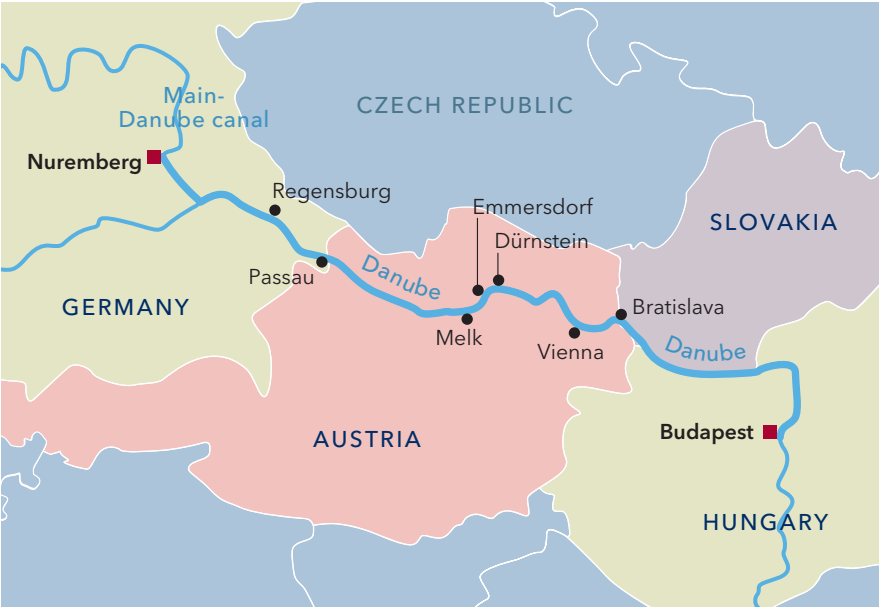 Main-
Danube canal
CZECH REPUBLIC
Nuremberg
Regensburg
Emmersdorf
SLOVAKIA
Dürnstein
Passau
Danube
GERMANY
Bratislava
Melk
Vienna
Danube
AUSTRIA
Budapest
HUNGARY